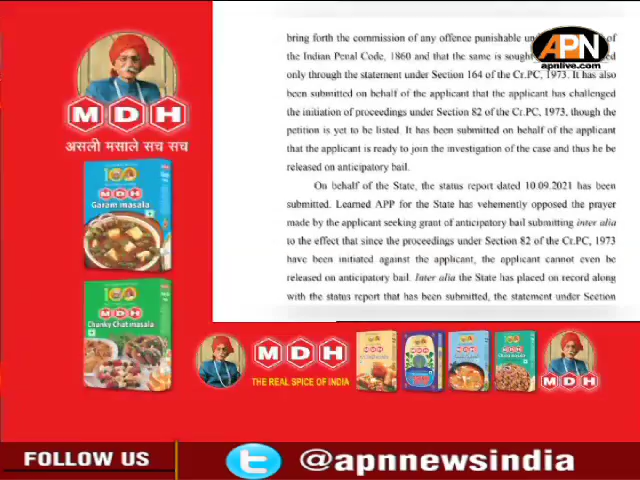 MDH
असली मसाले सच सच
100
MDH
Garam masala
100
MDH
Chunky Chat masala
bring forth the commission of any offence punishable of
the Indian Penal Code, 1860 and that the same is sought
only through the statement under Section 164 of the Cr.PC, 1973. It has also
been submitted on behalf of the applicant that the applicant has challenged
the initiation of proceedings under Section 82 of the Cr.PC, 1973, though the
petition is yet to be listed. It has been submitted on behalf of the applicant
that the applicant is ready to join the investigation of the case and thus he be
released on anticipatory bail.
On behalf of the State, the status report dated 10.09.2021 has been
submitted. Learned APP for the State has vehemently opposed the prayer
made by the applicant seeking grant of anticipatory bail submitting inter alia
to the effect that since the proceedings under Section 82 of the Cr.PC, 1973
have been initiated against the applicant, the applicant cannot even be
released on anticipatory bail. Inter alia the State has placed on record along
with the status report that has been submitted, the statement under Section
APN
apnlive.com
MDH
THE REAL SPICE OF INDIA
MDH
MDH
MDH
MDH
MDH
FOLLOW US
@apnnewsindia